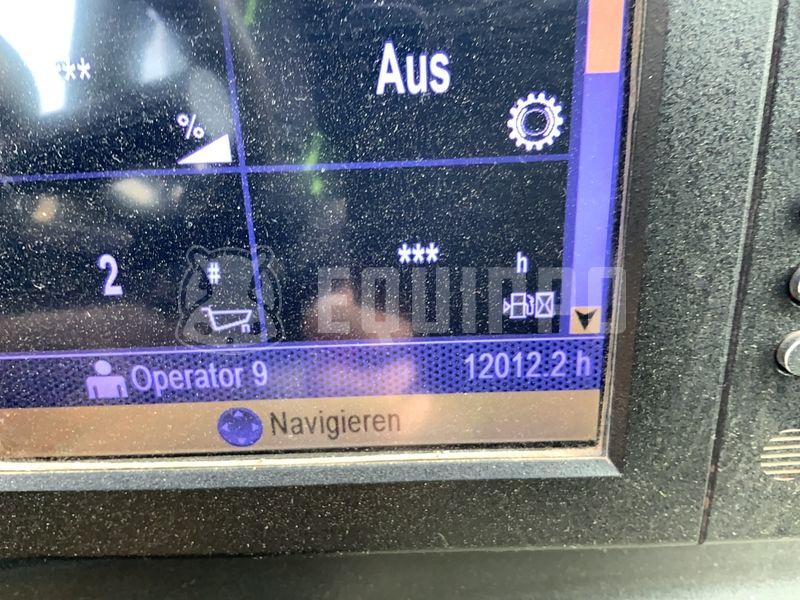 *** Aus
%
2 # *** h
EQUIPPO
Operator 9 12012.2 h
Navigieren